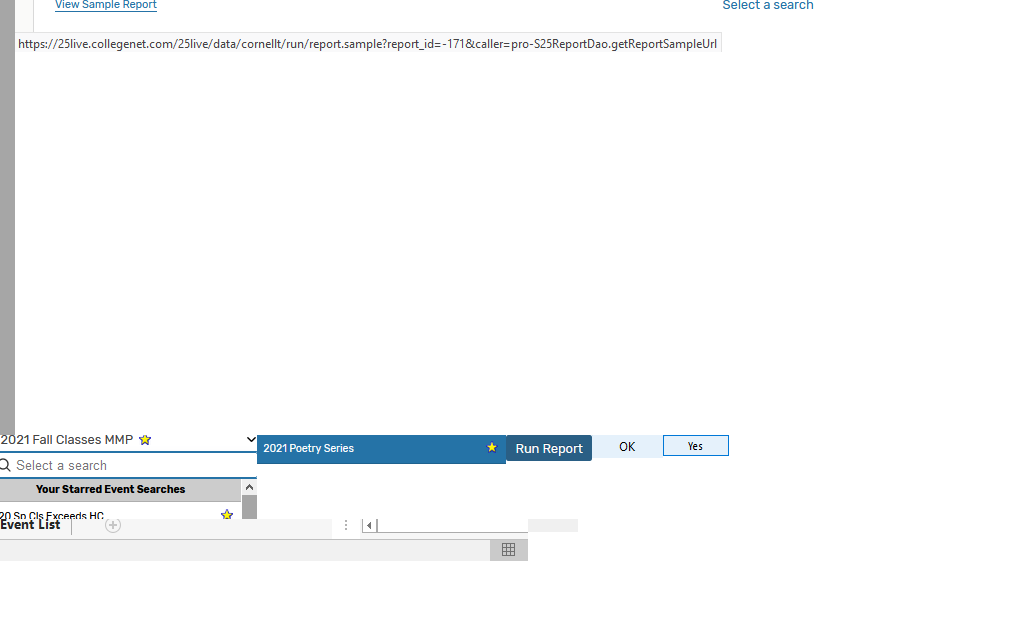 View Sample Report
Select a search
https://25live.collegenet.com/25live/data/cornellt/run/report.sample?report_id=-171&caller=pro-S25ReportDao.getReportSampleUrl
2021 Fall Classes MMP
2021 Poetry Series
Run Report
OK
Yes
Select a search
Your Starred Event Searches
20 Sp Cls Exceeds HC
Event List